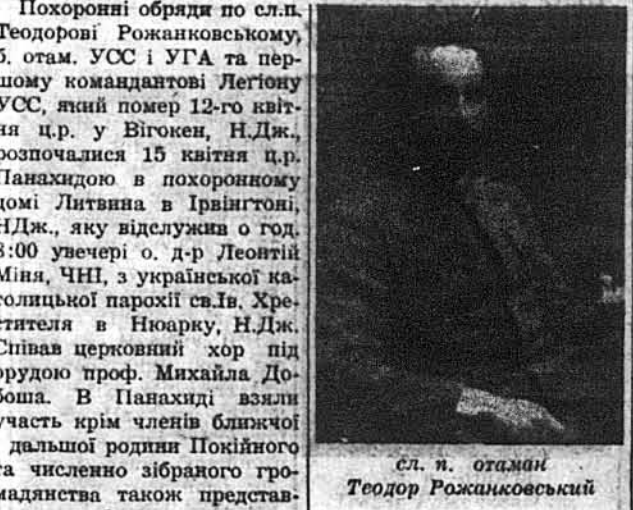 Похоронні обряди по сл.п.
Теодорові Рожанковському,
б. отам. УСС і УГА та пер-
шому командантові Легіону
УСС, який помер 12-го квіт-
ня ц.р. у Вігокен, Н.Дж.,
розпочалися 15 квітня ц.р.
Панахидою в похоронному
домі Литвина в Ірвінґтоні,
НДж., яку відслужив о год.
8:00 увечері о. д-р Леонтій
Міня, ЧНІ, з української ка-
толицької парохії св.Ів. Хре-
стителя в Нюарку, Н.Дж.
Співав церковний хор під
орудою проф. Михайла До-
боша. В Панахиді взяли
участь крім членів ближчої
дальшої родини Покійного
та численно зібраного гро-
мадянства також представ-
сл. п. отаман
Теодор Рожанковський